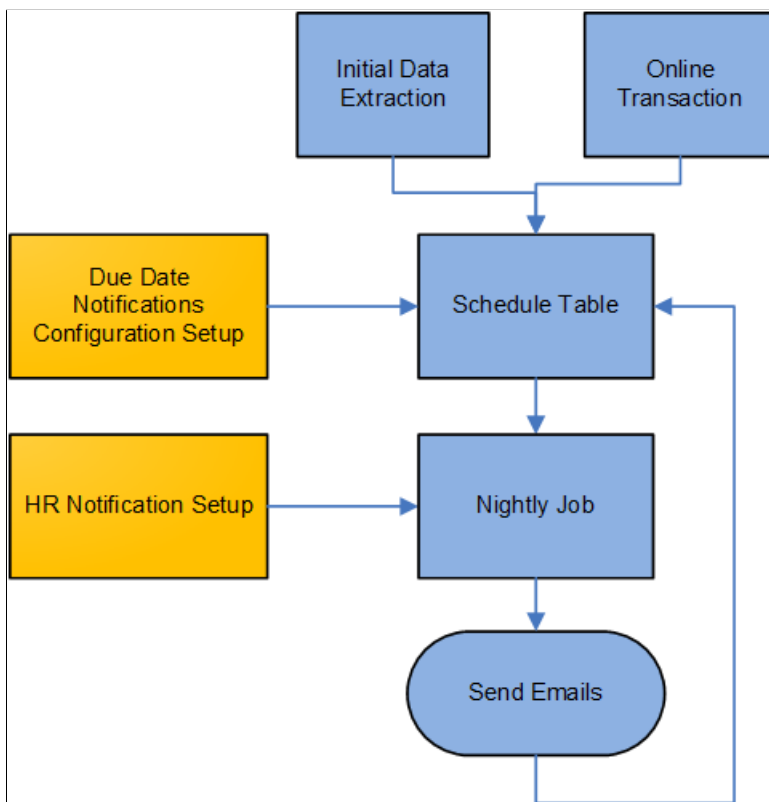 Initial Data
Extraction
Online
Transaction
Due Date
Notifications
Configuration Setup
Schedule Table
HR Notification Setup
Nightly Job
Send Emails